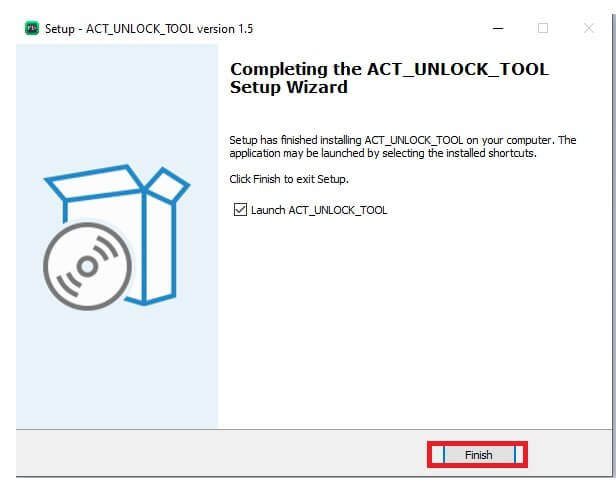 Setup - ACT_UNLOCK_TOOL version 1.5
Completing the ACT_UNLOCK_TOOL
Setup Wizard
Setup has finished installing ACT_UNLOCK_TOOL on your computer. The
application may be launched by selecting the installed shortcuts.
Click Finish to exit Setup.
Launch ACT_UNLOCK_TOOL
Finish